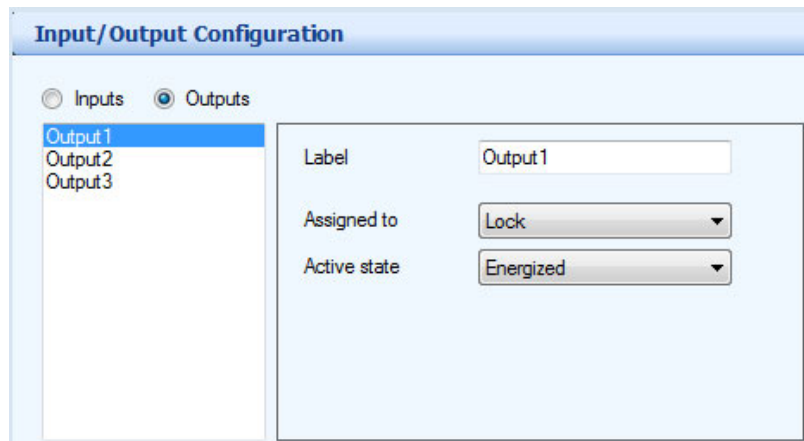 Input/Output Configuration
Inputs Outputs
Output1
Output2
Output3
Label Output1
Assigned to Lock
Active state Energized